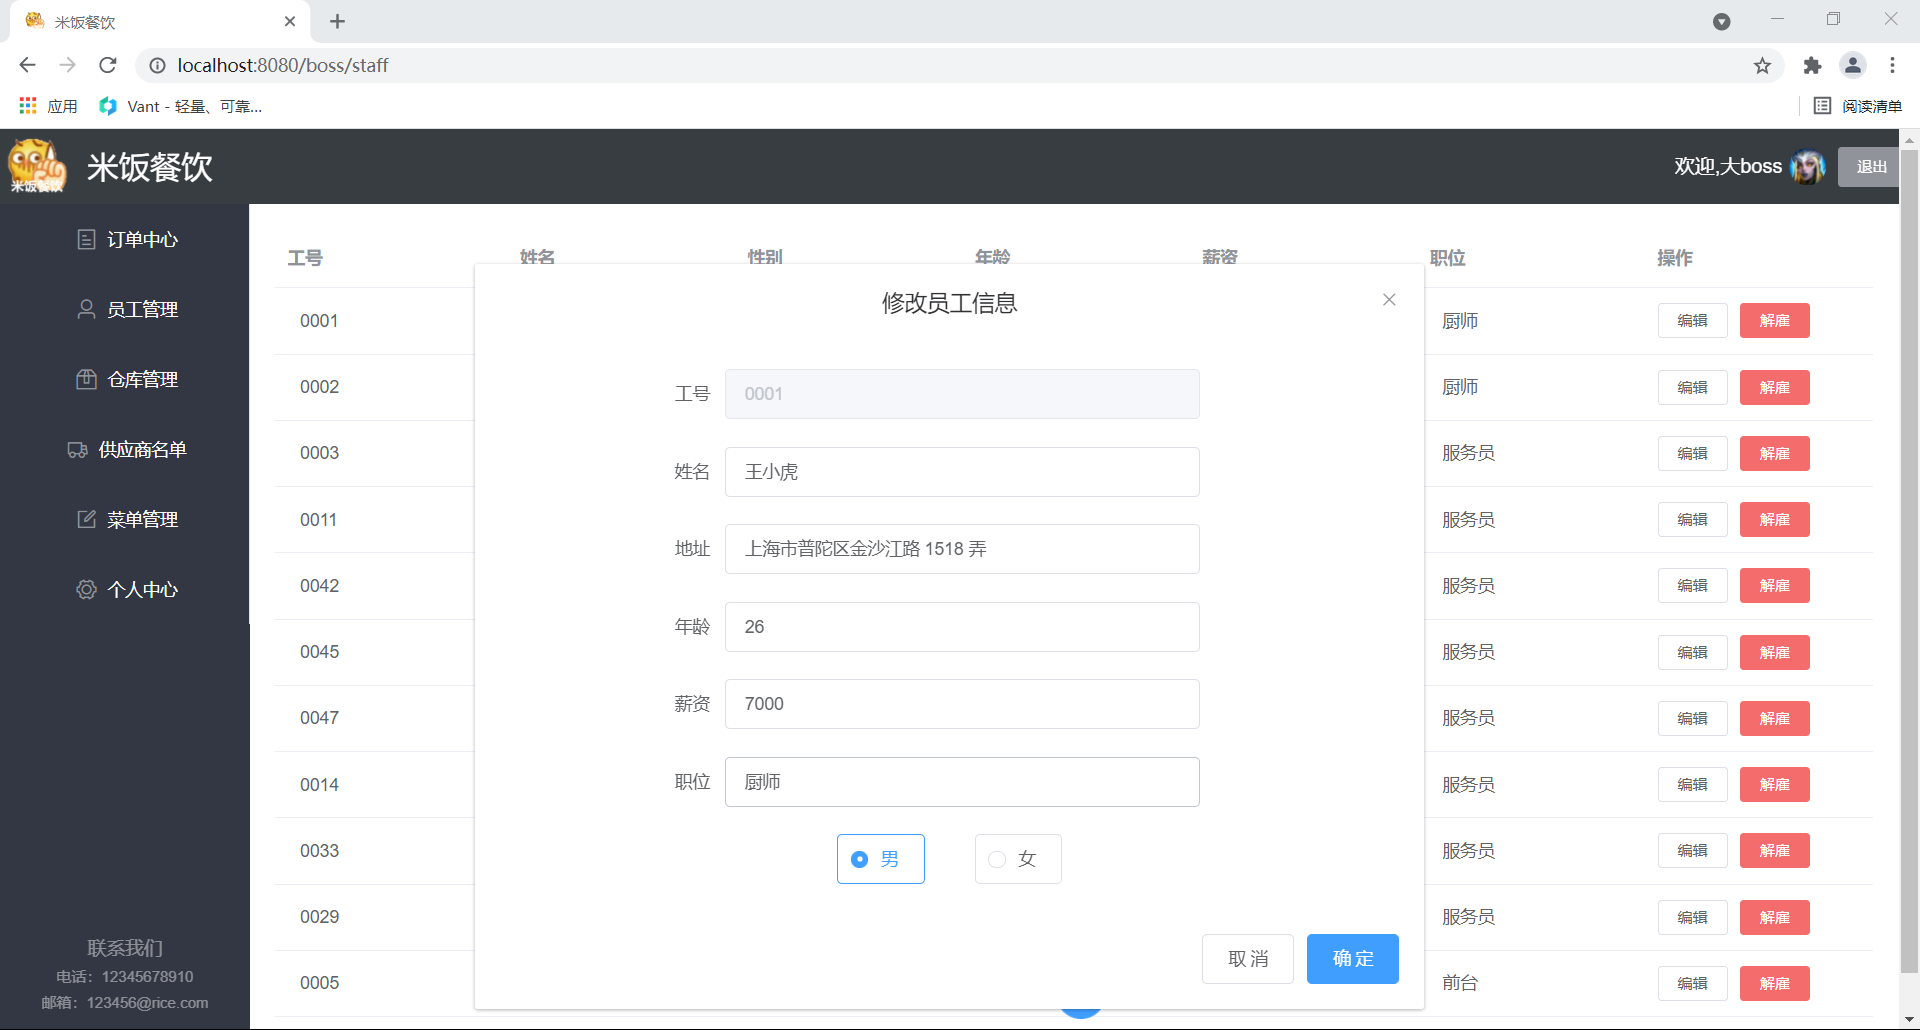 米饭餐饮
localhost:8080/boss/staff
应用
Vant - 轻量、可靠...
阅读清单
米饭餐饮
米饭餐饮
欢迎,大boss
退出
订单中心
员工管理
仓库管理
供应商名单
菜单管理
个人中心
联系我们
电话：12345678910
邮箱：123456@rice.com
工号 姓名 性别 年龄 薪资 职位 操作
0001 厨师 编辑 解雇
0002 厨师 编辑 解雇
0003 服务员 编辑 解雇
0011 服务员 编辑 解雇
0042 服务员 编辑 解雇
0045 服务员 编辑 解雇
0047 服务员 编辑 解雇
0014 服务员 编辑 解雇
0033 服务员 编辑 解雇
0029 服务员 编辑 解雇
0005 前台 编辑 解雇
修改员工信息
工号 0001
姓名 王小虎
地址 上海市普陀区金沙江路 1518 弄
年龄 26
薪资 7000
职位 厨师
男 女
取消 确定